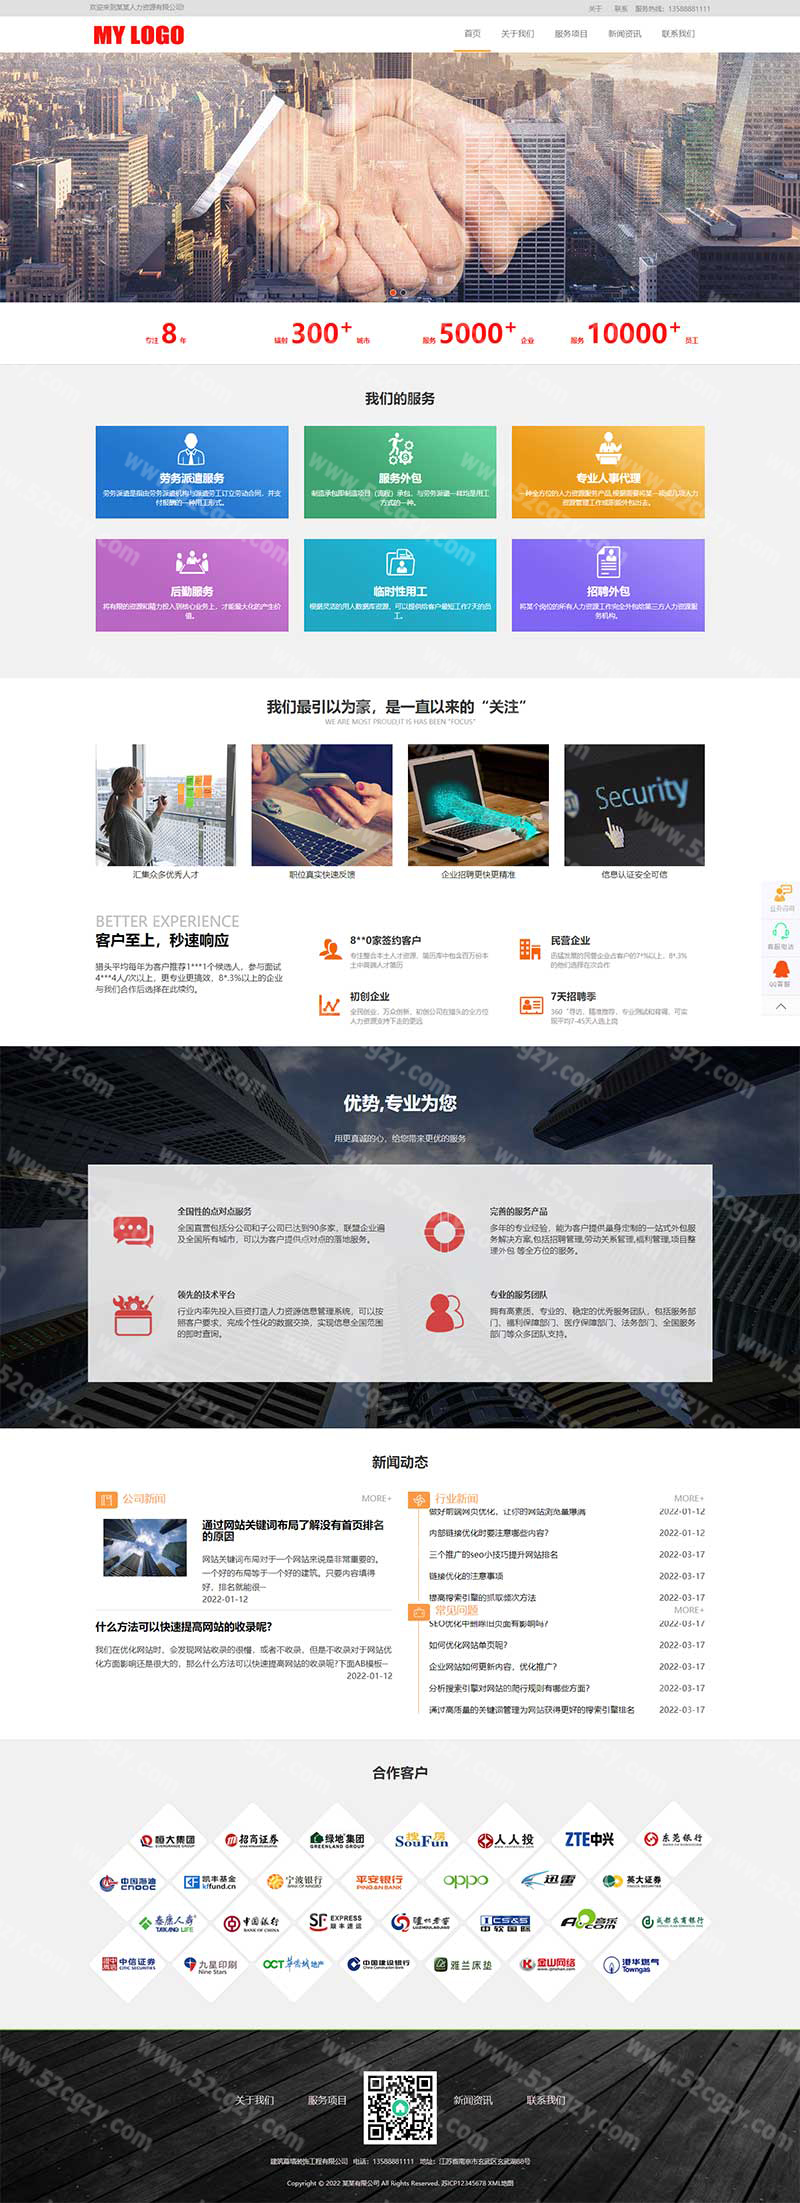 欢迎来到某某人力资源有限公司!
关于 联系 服务热线：13588881111
MY LOGO
首页 关于我们 服务项目 新闻资讯 联系我们
专注 8 年
辐射 300+ 城市
服务 5000+ 企业
服务 10000+ 员工
我们的服务
劳务派遣服务
劳务派遣是指由劳务派遣机构与派遣劳工订立劳动合同，并支
付报酬的一种用工形式。
服务外包
制造承包即制造项目（流程）承包，与劳务派遣一样均是用工
方式的一种。
专业人事代理
一种全方位的人力资源服务产品,根据需要将某一项或几项人力
资源管理工作或职能外包出去。
后勤服务
将有限的资源和精力投入到核心业务上，才能最大化的产生价
值。
临时性用工
根据灵活的用人数据库资源，可以提供给客户最短工作7天的员
工。
招聘外包
将某个岗位的所有人力资源工作完全外包给第三方人力资源服
务机构。
我们最引以为豪，是一直以来的“关注”
WE ARE MOST PROUD,IT IS HAS BEEN "FOCUS"
Security
汇集众多优秀人才
职位真实快速反馈
企业招聘更快更精准
信息认证安全可信
业务咨询
客服电话
QQ客服
BETTER EXPERIENCE
客户至上，秒速响应
猎头平均每年为客户推荐1***1个候选人，参与面试
4***4人/次以上，更专业更搞效，8*.3%以上的企业
与我们合作后选择在此续约。
8**0家签约客户
专注整合本土人才资源，简历库中包含百万份本
土中高端人才简历
民营企业
迅猛发展的民营企业占客户的7*%以上，8*.3%
的他们选择在次合作
初创企业
全民创业，万众创新，初创公司在猎头的全方位
人力资源支持下走的更远
7天招聘季
360゜寻访，精准推荐，专业测试和背调，可实
现平均7-45天人选上岗
优势,专业为您
用更真诚的心，给您带来更优的服务
全国性的点对点服务
全国直营包括分公司和子公司已达到90多家，联盟企业遍
及全国所有城市，可以为客户提供点对点的落地服务。
完善的服务产品
多年的专业经验，能为客户提供量身定制的一站式外包服
务解决方案,包括招聘管理,劳动关系管理,福利管理,项目整
理外包 等全方位的服务。
领先的技术平台
行业内率先投入巨资打造人力资源信息管理系统，可以按
照客户要求，完成个性化的数据交换，实现信息全国范围
的即时查询。
专业的服务团队
拥有高素质、专业的、稳定的优秀服务团队，包括服务部
门、福利保障部门、医疗保障部门、法务部门、全国服务
部门等众多团队支持。
新闻动态
公司新闻 MORE+
通过网站关键词布局了解没有首页排名
的原因
网站关键词布局对于一个网站来说是非常重要的。
一个好的布局等于一个好的建筑。只要内容填得
好，排名就能很···
2022-01-12
什么方法可以快速提高网站的收录呢?
我们在优化网站时，会发现网站收录的很慢，或者不收录，但是不收录对于网站优
化方面影响还是很大的，那么什么方法可以快速提高网站的收录呢?下面AB模板···
2022-01-12
行业新闻 MORE+
做好前端网页优化，让你的网站浏览量爆满 2022-01-12
内部链接优化时要注意哪些内容? 2022-01-12
三个推广的seo小技巧提升网站排名 2022-03-17
链接优化的注意事项 2022-03-17
提高搜索引擎的抓取频次方法 2022-03-17
常见问题 MORE+
SEO优化中删除旧页面有影响吗? 2022-03-17
如何优化网站单页呢? 2022-03-17
企业网站如何更新内容，优化推广? 2022-03-17
分析搜索引擎对网站的爬行规则有哪些方面? 2022-03-17
通过高质量的关键词管理为网站获得更好的搜索引擎排名 2022-03-17
合作客户
恒大集团 招商证券 绿地集团 GREENLAND GROUP 搜房 SouFun 人人投 ZTE中兴 东莞银行
中国海油 CNOOC 凯丰基金 kffund.cn 宁波银行 BANK OF NINGBO 平安银行 PING AN BANK oppo 迅雷 英大证券
泰康人寿 TAIKANG LIFE 中国银行 BANK OF CHINA SF EXPRESS 顺丰速运 泸州老窖 ICS&S 中软国际 A8音乐 .com 成都农商银行
中信证券 CITIC SECURITIES 九星印刷 Nine Stars OCT 华侨城地产 中国建设银行 China Construction Bank 雅兰床垫 金山网络 港华燃气 Towngas
关于我们 服务项目 新闻资讯 联系我们
建筑幕墙装饰工程有限公司 电话：13588881111 地址：江苏省南京市玄武区玄武湖88号
Copyright © 2022 某某有限公司 All Rights Reserved. 苏ICP12345678 XML地图
www.52cgzy.com